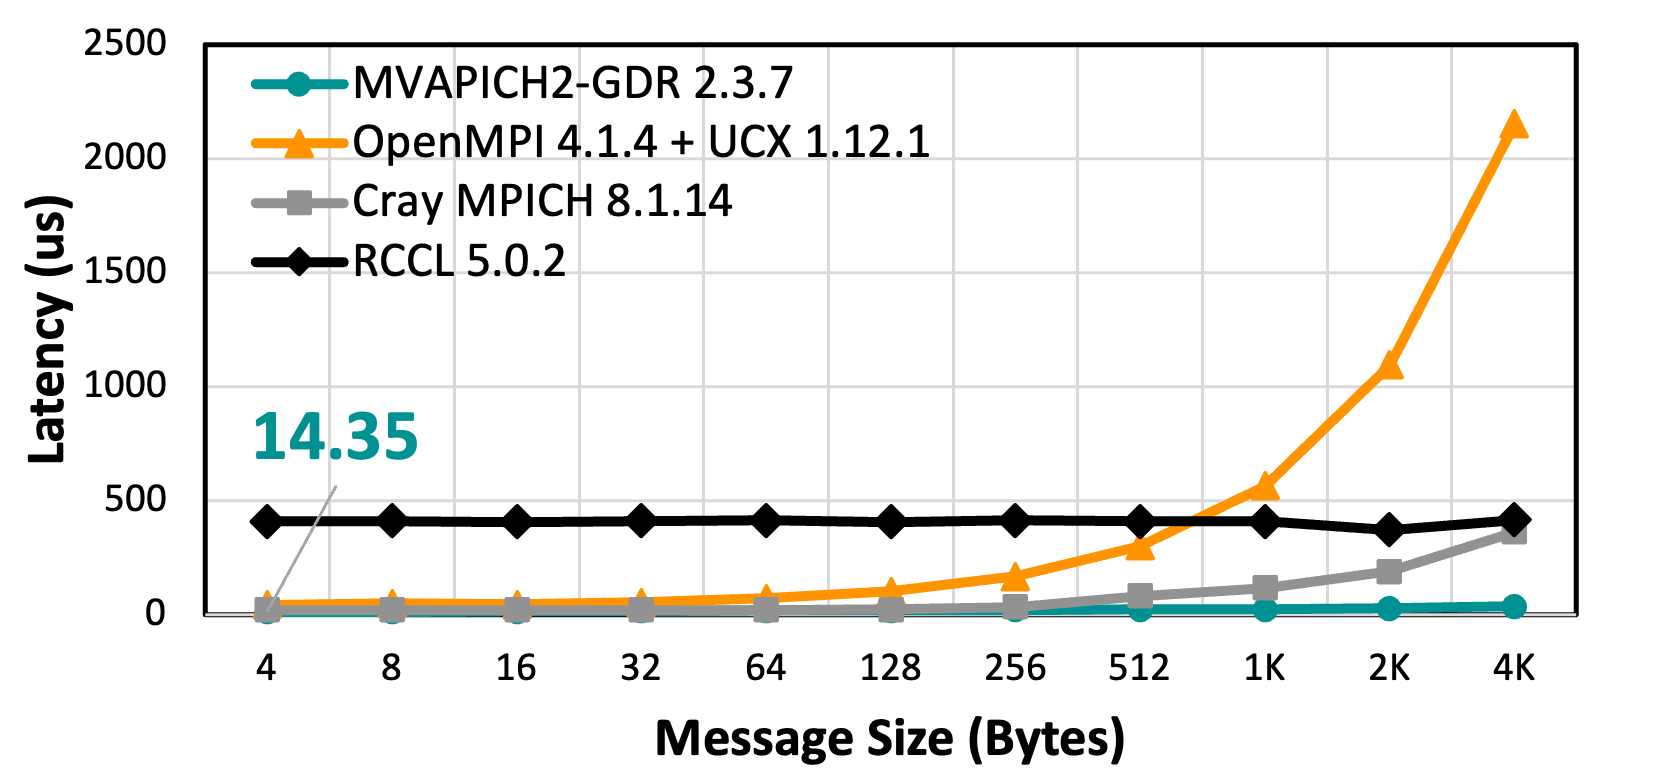 2500
2000
1500
1000
500
0
Latency (us)
MVAPICH2-GDR 2.3.7
OpenMPI 4.1.4 + UCX 1.12.1
Cray MPICH 8.1.14
RCCL 5.0.2
14.35
4 8 16 32 64 128 256 512 1K 2K 4K
Message Size (Bytes)